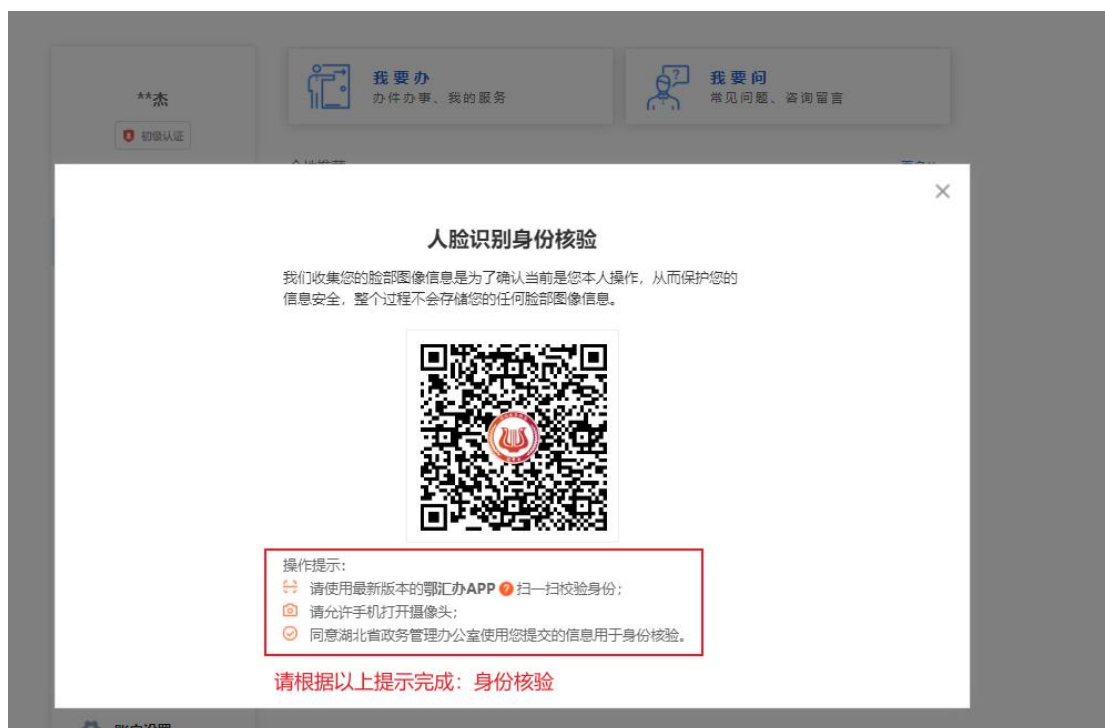 **杰
初级认证
我要办
办件办事、我的服务
我要问
常见问题、咨询留言
人脸识别身份核验
我们收集您的脸部图像信息是为了确认当前是您本人操作，从而保护您的
信息安全，整个过程不会存储您的任何脸部图像信息。
操作提示：
请使用最新版本的鄂汇办APP ? 扫一扫校验身份；
请允许手机打开摄像头；
同意湖北省政务管理办公室使用您提交的信息用于身份核验。
请根据以上提示完成：身份核验